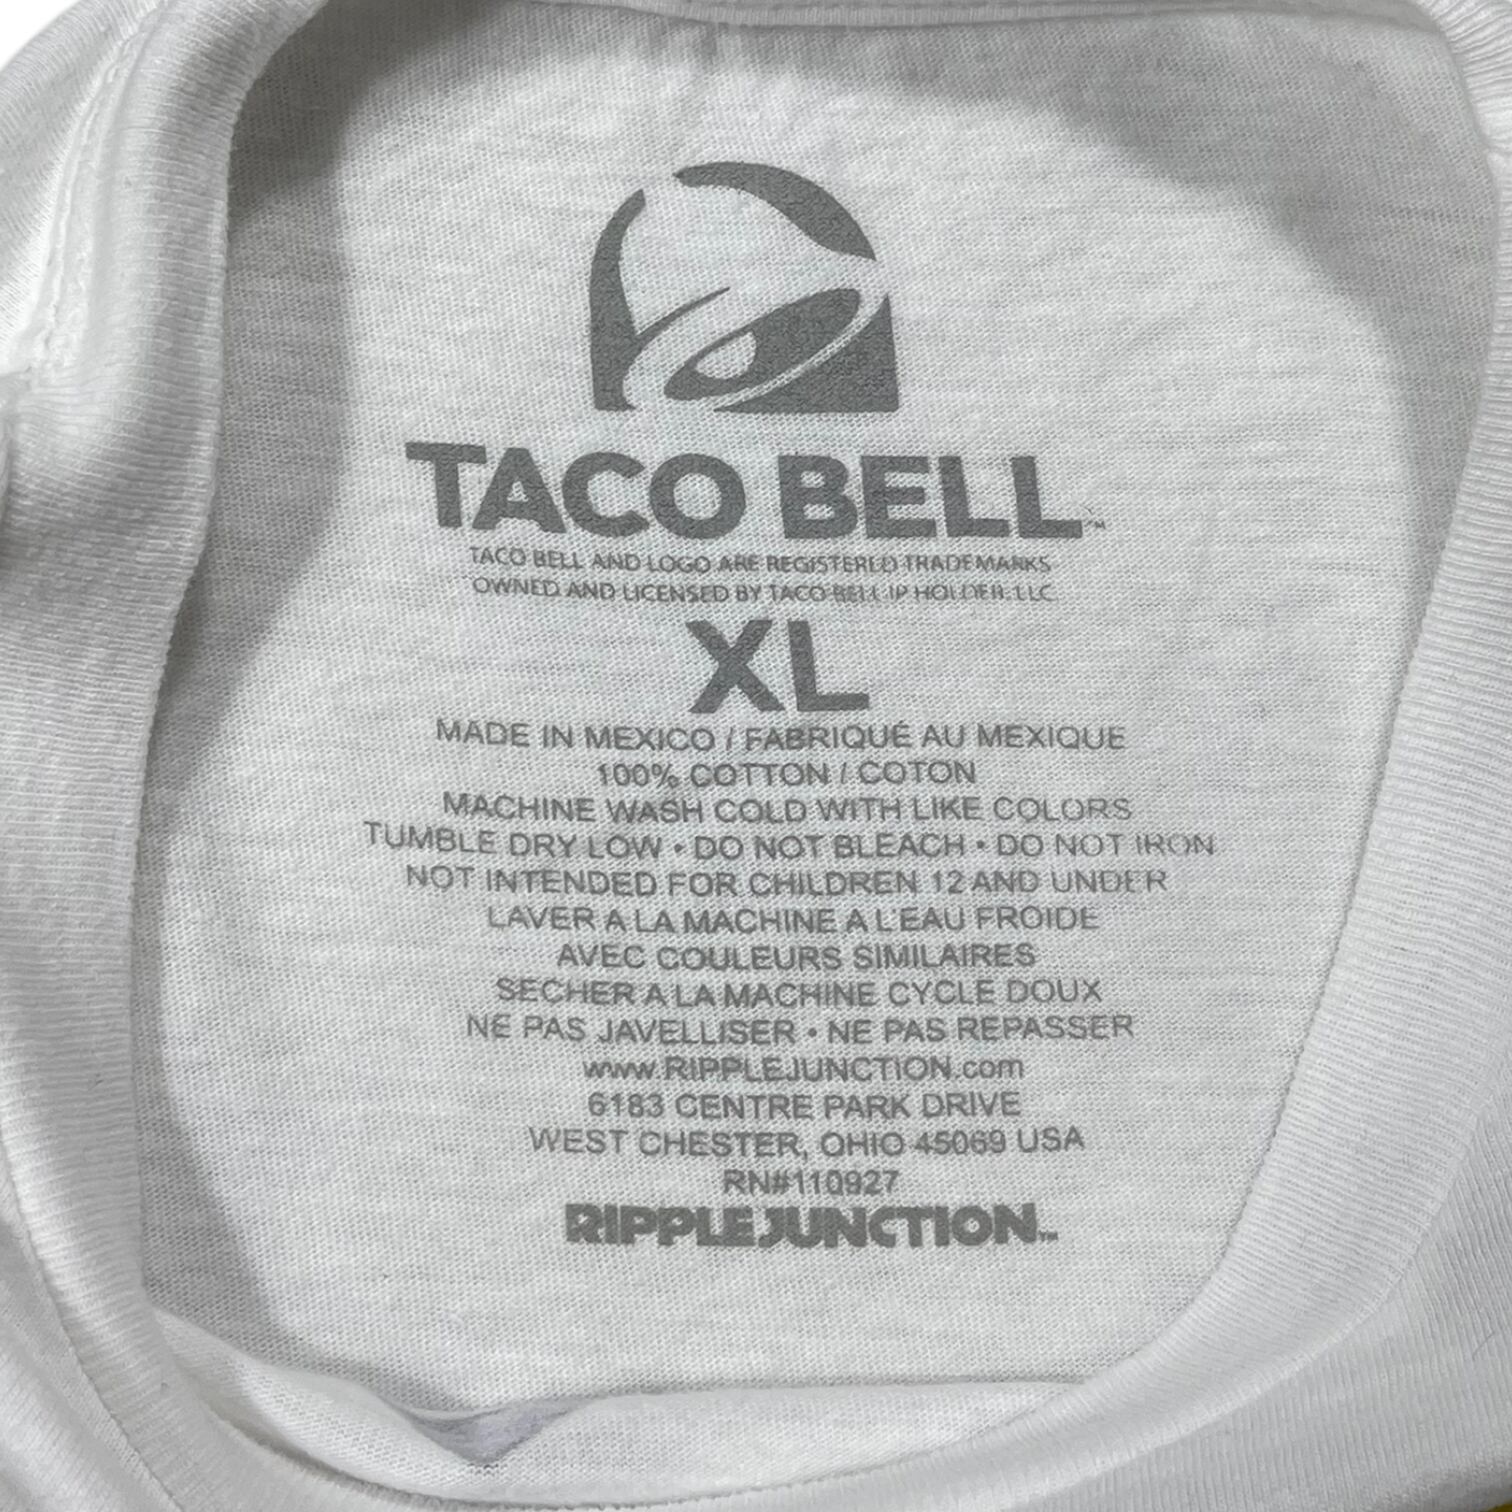 TACO BELL™
TACO BELL AND LOGO ARE REGISTERED TRADEMARKS
OWNED AND LICENSED BY TACO BELL IP HOLDER, LLC.
XL
MADE IN MEXICO / FABRIQUÉ AU MEXIQUE
100% COTTON / COTON
MACHINE WASH COLD WITH LIKE COLORS
TUMBLE DRY LOW • DO NOT BLEACH • DO NOT IRON
NOT INTENDED FOR CHILDREN 12 AND UNDER
LAVER A LA MACHINE A L'EAU FROIDE
AVEC COULEURS SIMILAIRES
SECHER A LA MACHINE CYCLE DOUX
NE PAS JAVELLISER • NE PAS REPASSER
www.RIPPLEJUNCTION.com
6183 CENTRE PARK DRIVE
WEST CHESTER, OHIO 45069 USA
RN#110927
RIPPLE JUNCTION™